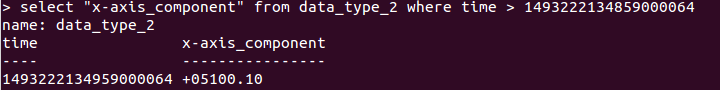 > select "x-axis_component" from data_type_2 where time > 1493222134859000064
name: data_type_2
time                x-axis_component
----                ----------------
1493222134959000064 +05100.10